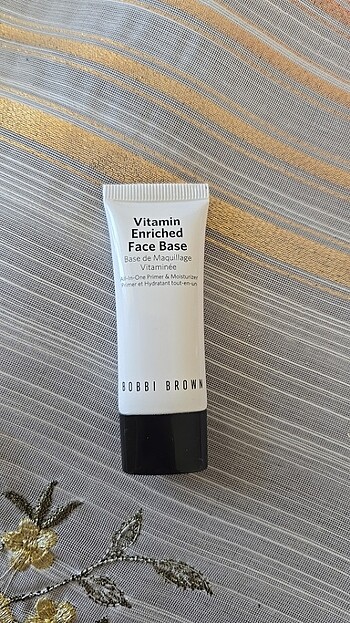 Vitamin
Enriched
Face Base
Base de Maquillage
Vitaminée
All-In-One Primer & Moisturizer
Primer et Hydratant tout-en-un
BOBBI BROWN